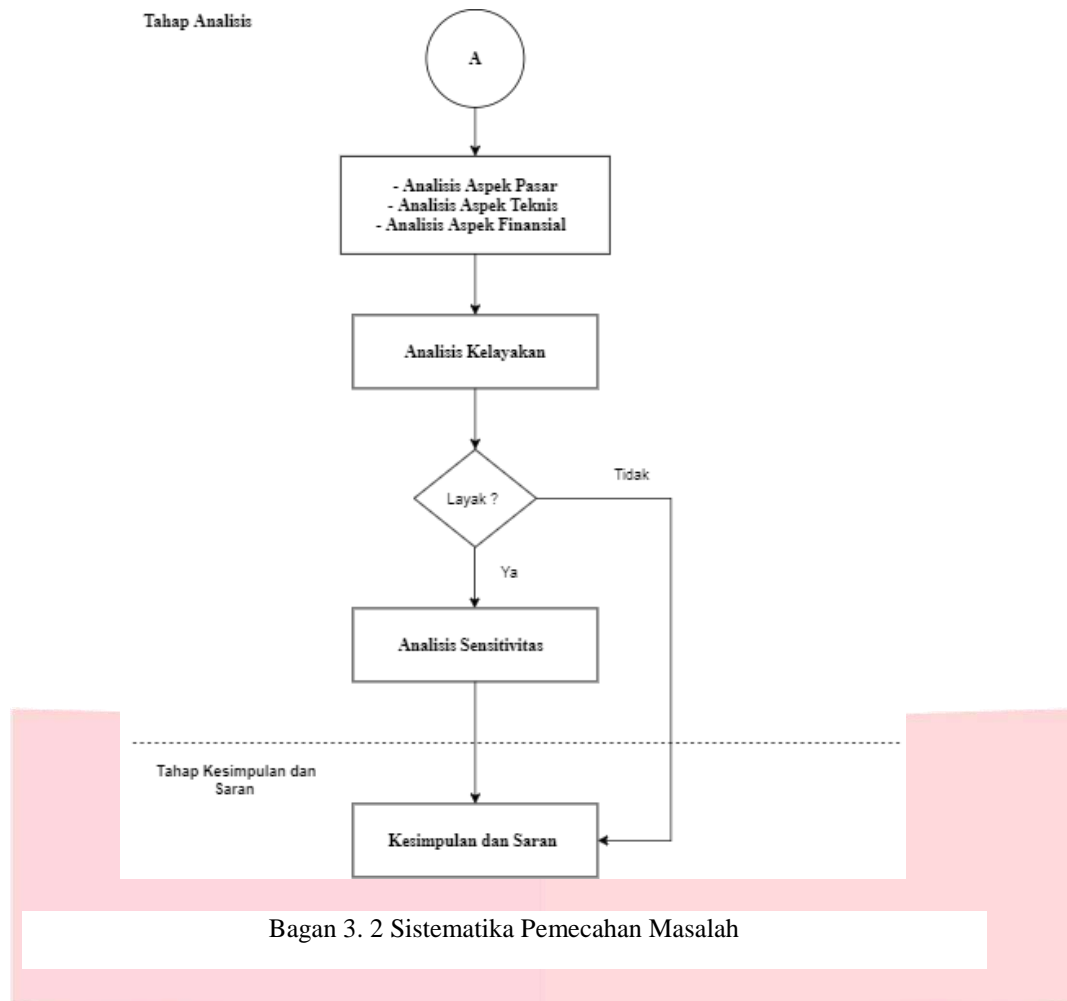 Tahap Analisis
A
- Analisis Aspek Pasar
- Analisis Aspek Teknis
- Analisis Aspek Finansial
Analisis Kelayakan
Layak ?
Tidak
Ya
Analisis Sensitivitas
Tahap Kesimpulan dan
Saran
Kesimpulan dan Saran
Bagan 3. 2 Sistematika Pemecahan Masalah